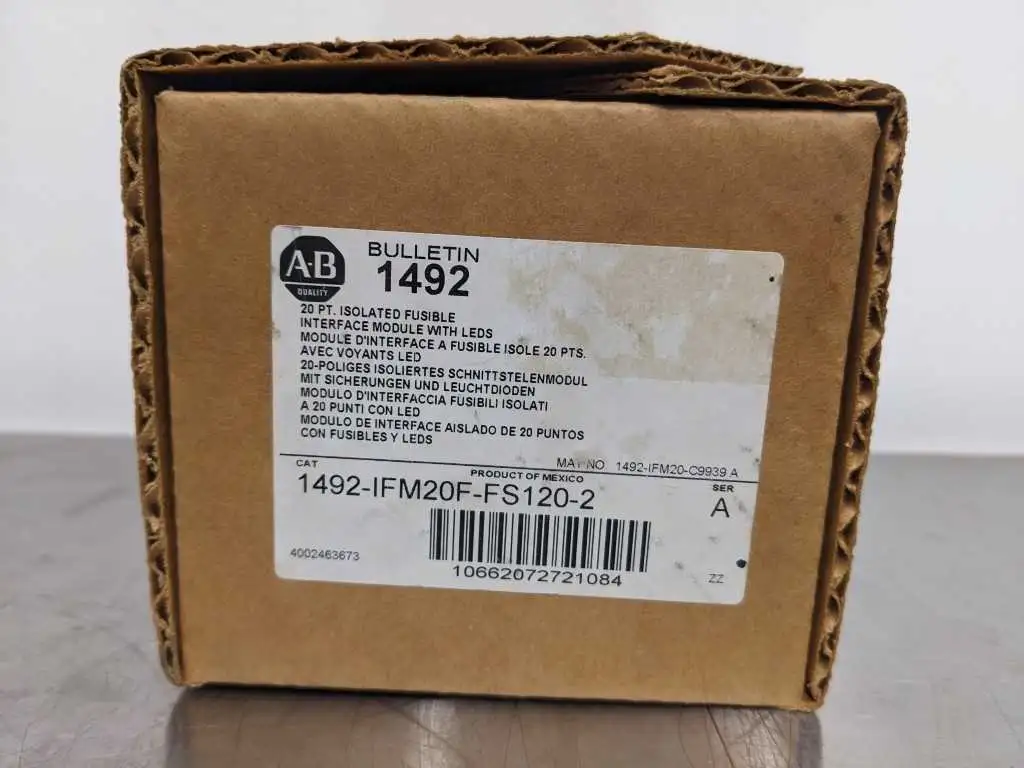 A-B
QUALITY
BULLETIN
1492
20 PT. ISOLATED FUSIBLE
INTERFACE MODULE WITH LEDS
MODULE D'INTERFACE A FUSIBLE ISOLE 20 PTS.
AVEC VOYANTS LED
20-POLIGES ISOLIERTES SCHNITTSTELENMODUL
MIT SICHERUNGEN UND LEUCHTDIODEN
MODULO D'INTERFACCIA FUSIBILI ISOLATI
A 20 PUNTI CON LED
MODULO DE INTERFACE AISLADO DE 20 PUNTOS
CON FUSIBLES Y LEDS
MAT NO 1492-IFM20-C9939 A
CAT PRODUCT OF MEXICO SER
1492-IFM20F-FS120-2 A
4002463673
10662072721084 ZZ